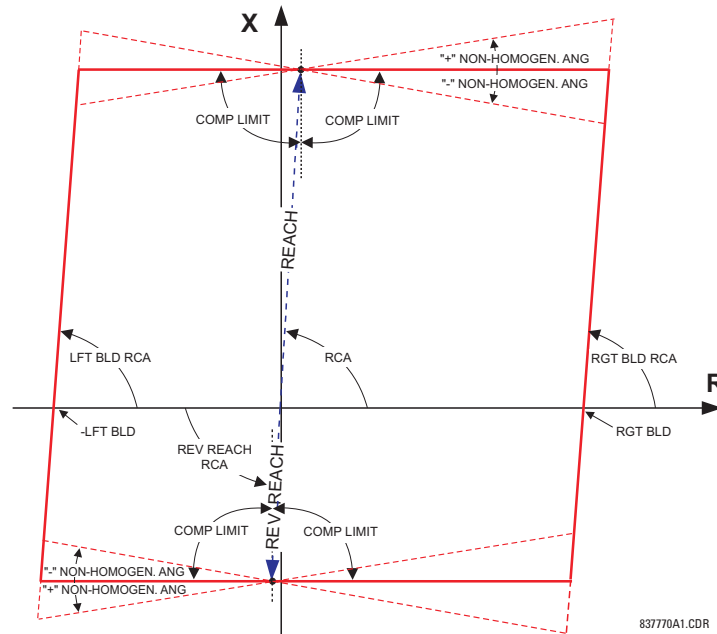 X
"+" NON-HOMOGEN. ANG
"-" NON-HOMOGEN. ANG
COMP LIMIT
COMP LIMIT
REACH
LFT BLD RCA
RCA
RGT BLD RCA
R
-LFT BLD
RGT BLD
REV REACH
RCA
REV REACH
COMP LIMIT
COMP LIMIT
"-" NON-HOMOGEN. ANG
"+" NON-HOMOGEN. ANG
837770A1.CDR